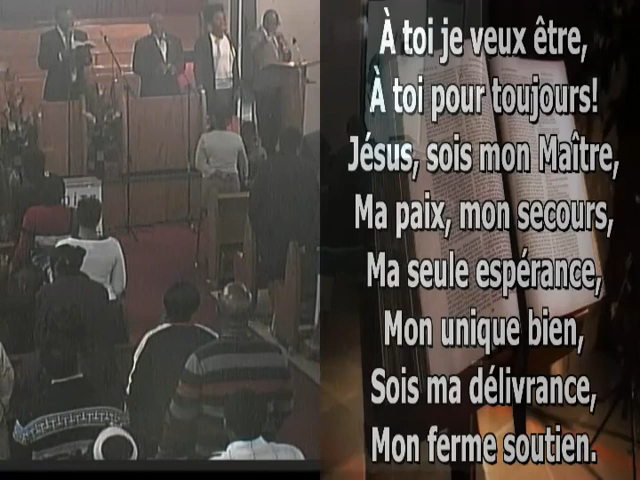 À toi je veux être,
À toi pour toujours!
Jésus, sois mon Maître,
Ma paix, mon secours,
Ma seule espérance,
Mon unique bien,
Sois ma délivrance,
Mon ferme soutien.